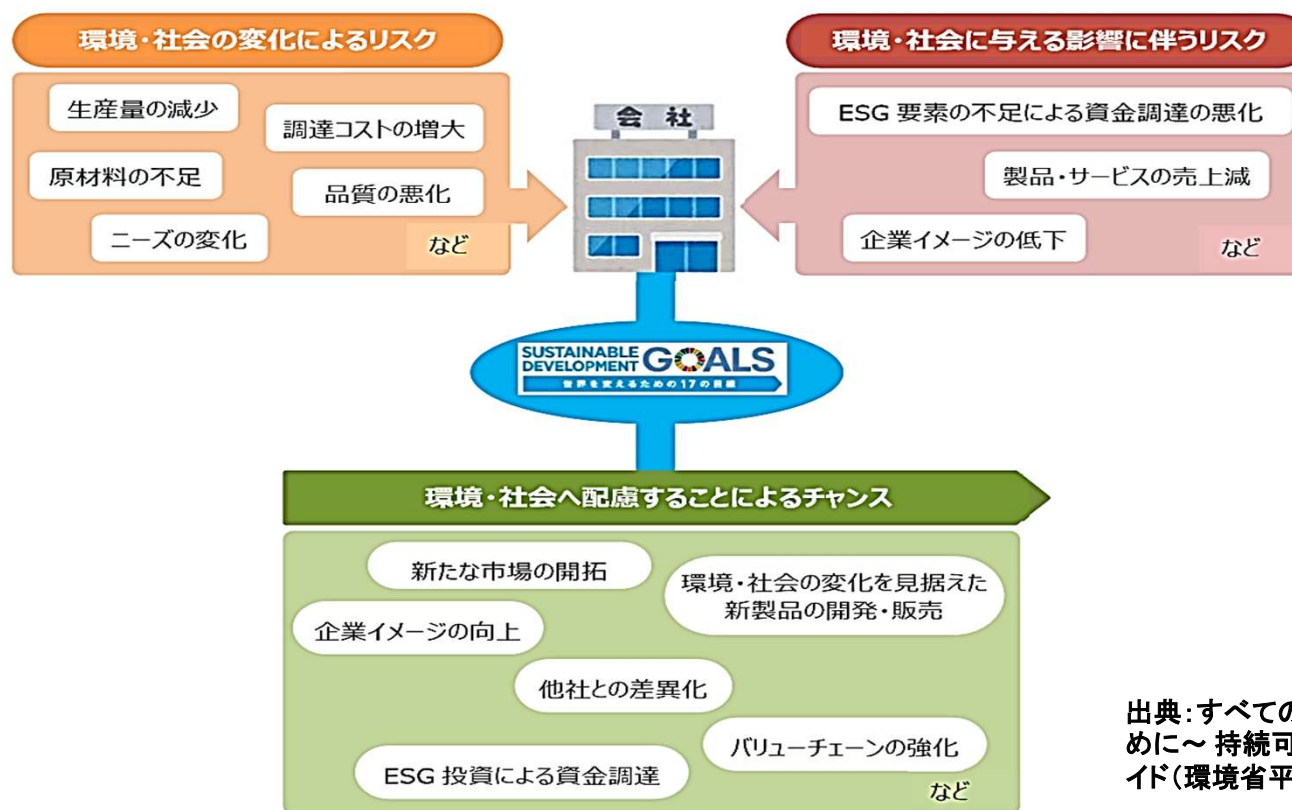 環境・社会の変化によるリスク
生産量の減少
調達コストの増大
原材料の不足
品質の悪化
ニーズの変化
など
会社
環境・社会に与える影響に伴うリスク
ESG 要素の不足による資金調達の悪化
製品・サービスの売上減
企業イメージの低下
など
SUSTAINABLE
DEVELOPMENT
GOALS
世界を変えるための17の目標
環境・社会へ配慮することによるチャンス
新たな市場の開拓
環境・社会の変化を見据えた
新製品の開発・販売
企業イメージの向上
他社との差異化
バリューチェーンの強化
ESG 投資による資金調達
など
出典：すべての
めに～ 持続可
イド（環境省平